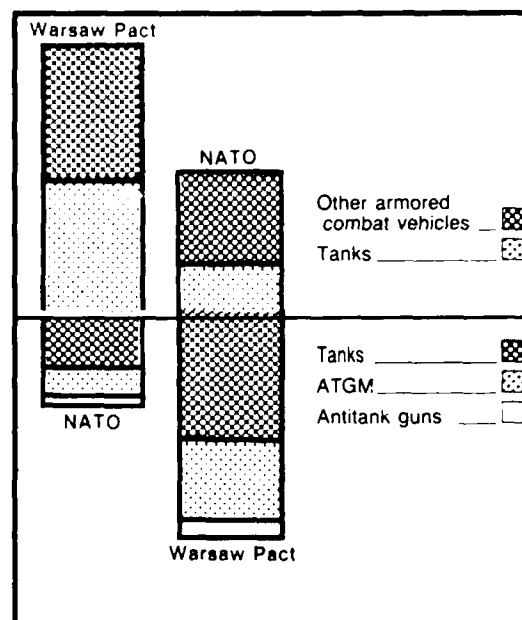 Warsaw Pact
NATO
Other armored
combat vehicles
Tanks
Tanks
ATGM
Antitank guns
NATO
Warsaw Pact